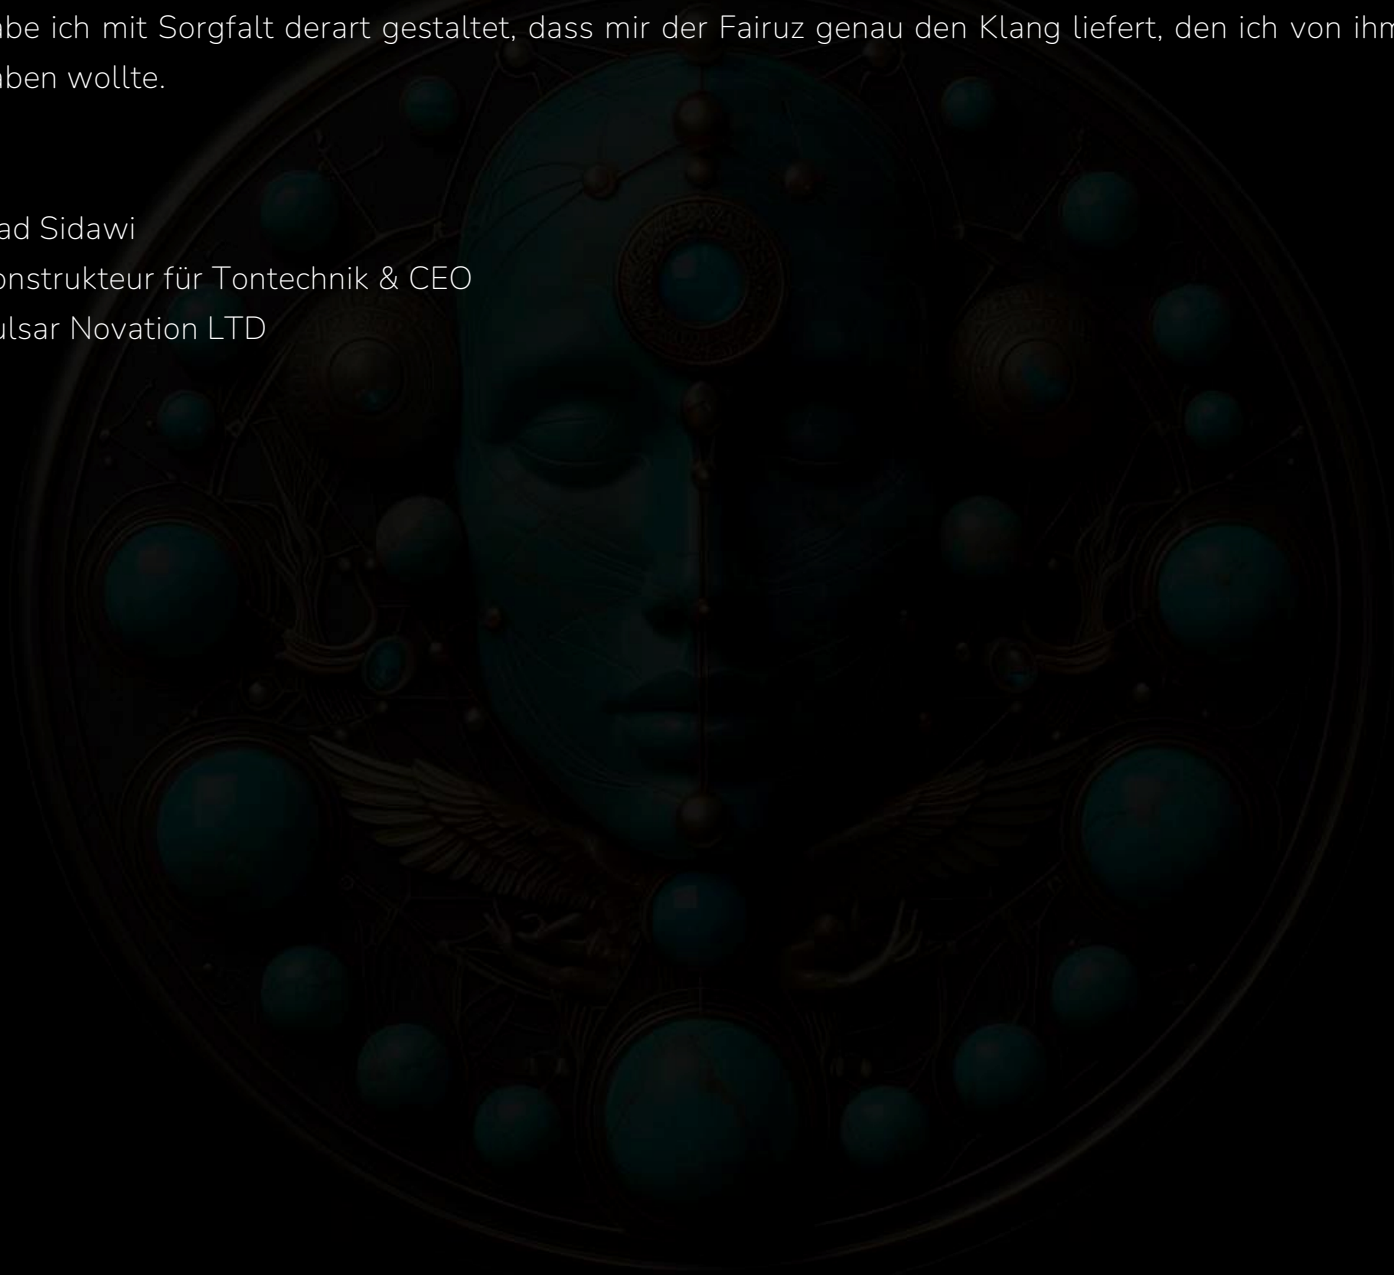 abe ich mit Sorgfalt derart gestaltet, dass mir der Fairuz genau den Klang liefert, den ich von ihm
aben wollte.
ad Sidawi
onstrukteur für Tontechnik & CEO
ulsar Novation LTD